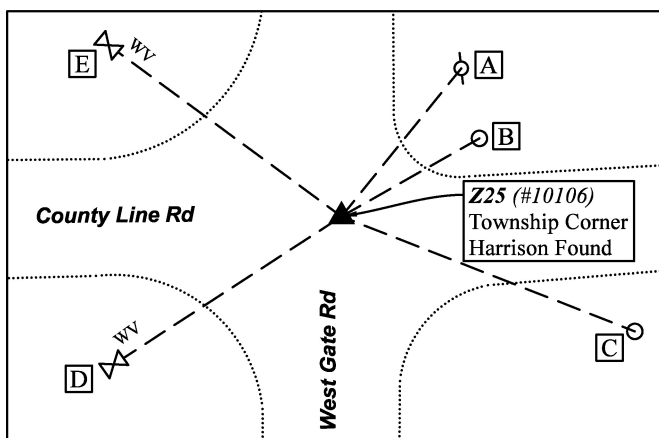 E
WV
A
B
Z25 (#10106)
Township Corner
Harrison Found
County Line Rd
West Gate Rd
WV
D
C